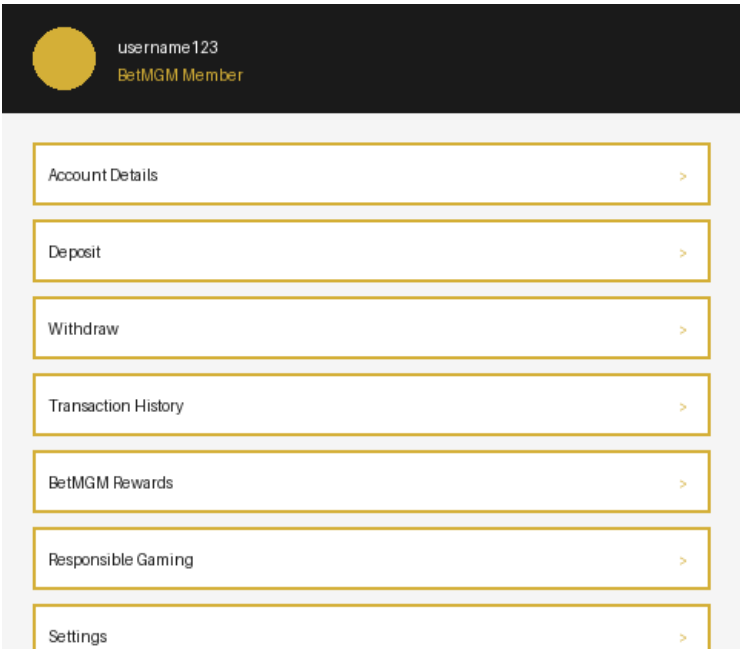 username123
BetMGM Member
Account Details >
Deposit >
Withdraw >
Transaction History >
BetMGM Rewards >
Responsible Gaming >
Settings >